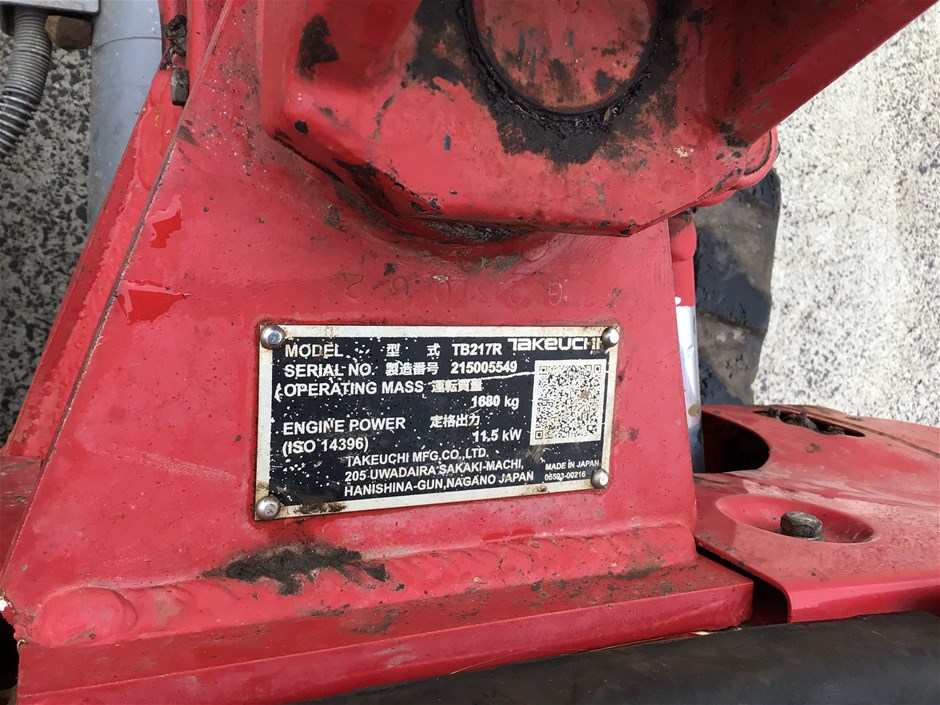 MODEL 型 式 TB217R TAKEUCHI
SERIAL NO. 製造番号 215005549
OPERATING MASS 運転質量
1680 kg
ENGINE POWER 定格出力
(ISO 14396) 11.5 kW
TAKEUCHI MFG.CO.,LTD.
205 UWADAIRA SAKAKI-MACHI,
HANISHINA-GUN,NAGANO JAPAN
MADE IN JAPAN
05593-00216